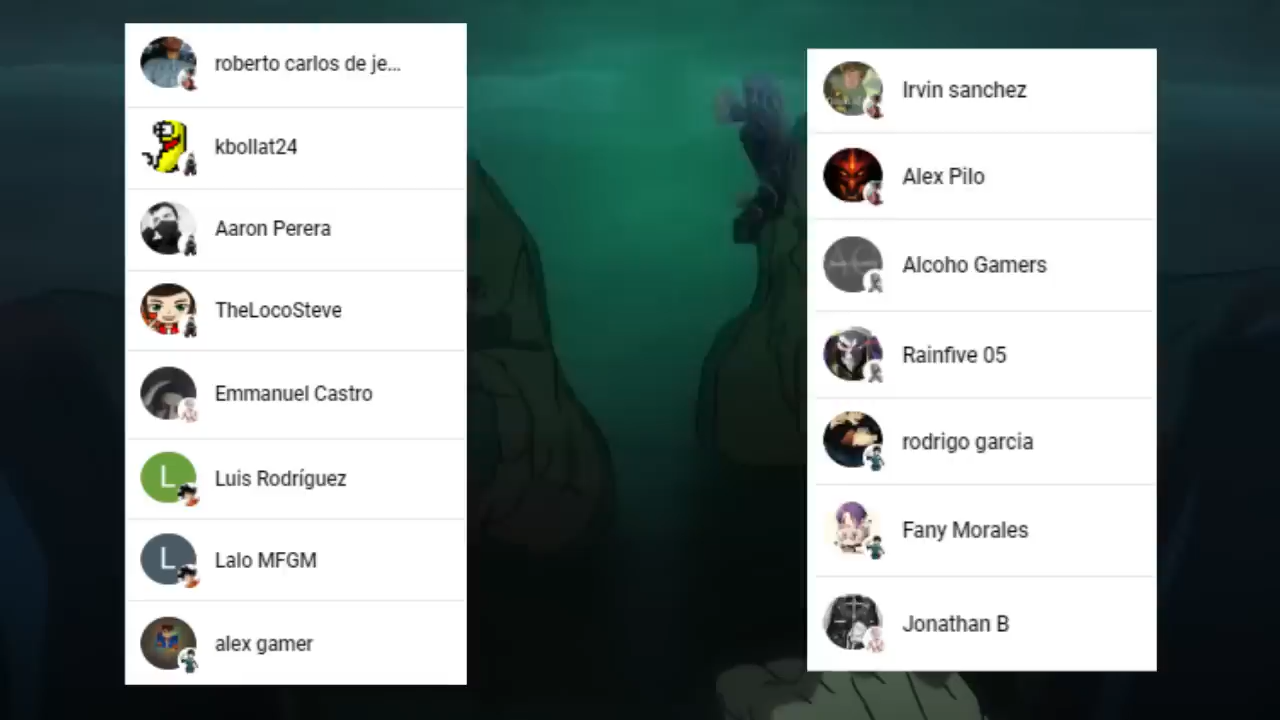 roberto carlos de je...
kbollat24
Aaron Perera
TheLocoSteve
Emmanuel Castro
L
Luis Rodríguez
L
Lalo MFGM
alex gamer
Irvin sanchez
Alex Pilo
Alcoho Gamers
Rainfive 05
rodrigo garcia
Fany Morales
Jonathan B